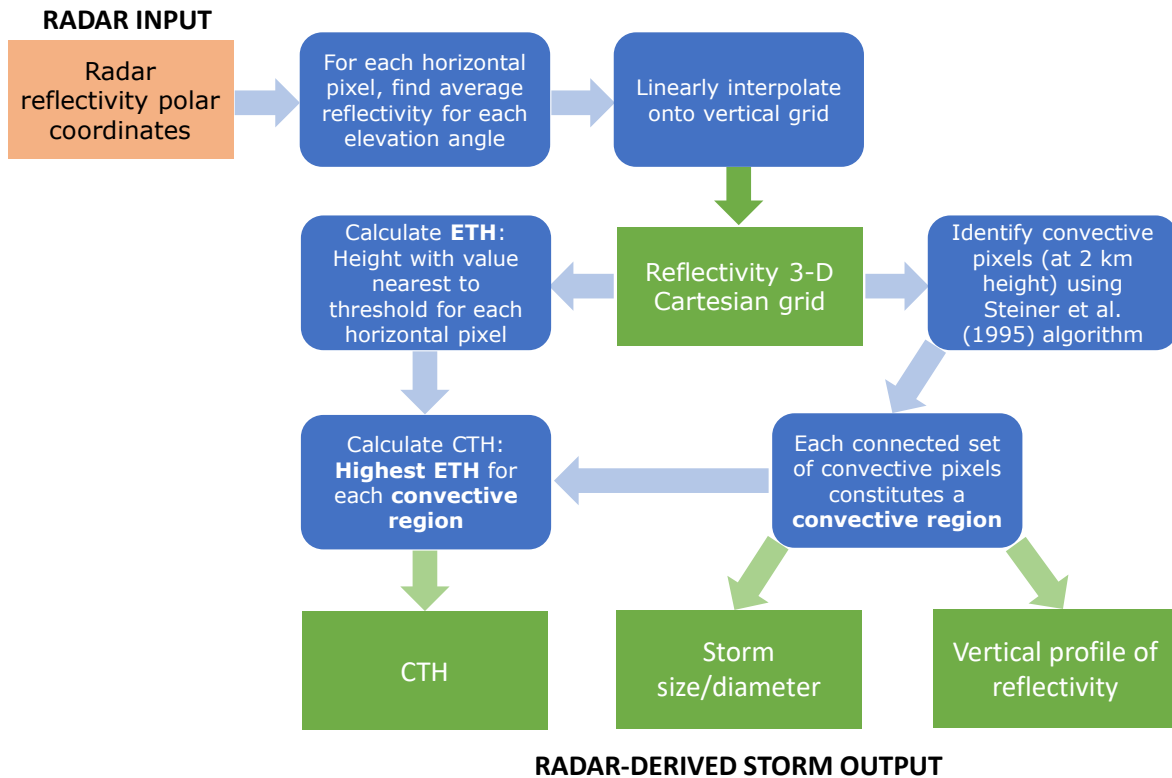 RADAR INPUT
Radar
reflectivity polar
coordinates
For each horizontal
pixel, find average
reflectivity for each
elevation angle
Linearly interpolate
onto vertical grid
Calculate ETH:
Height with value
nearest to
threshold for each
horizontal pixel
Reflectivity 3-D
Cartesian grid
Identify convective
pixels (at 2 km
height) using
Steiner et al.
(1995) algorithm
Calculate CTH:
Highest ETH for
each convective
region
Each connected set
of convective pixels
constitutes a
convective region
CTH
Storm
size/diameter
Vertical profile of
reflectivity
RADAR-DERIVED STORM OUTPUT